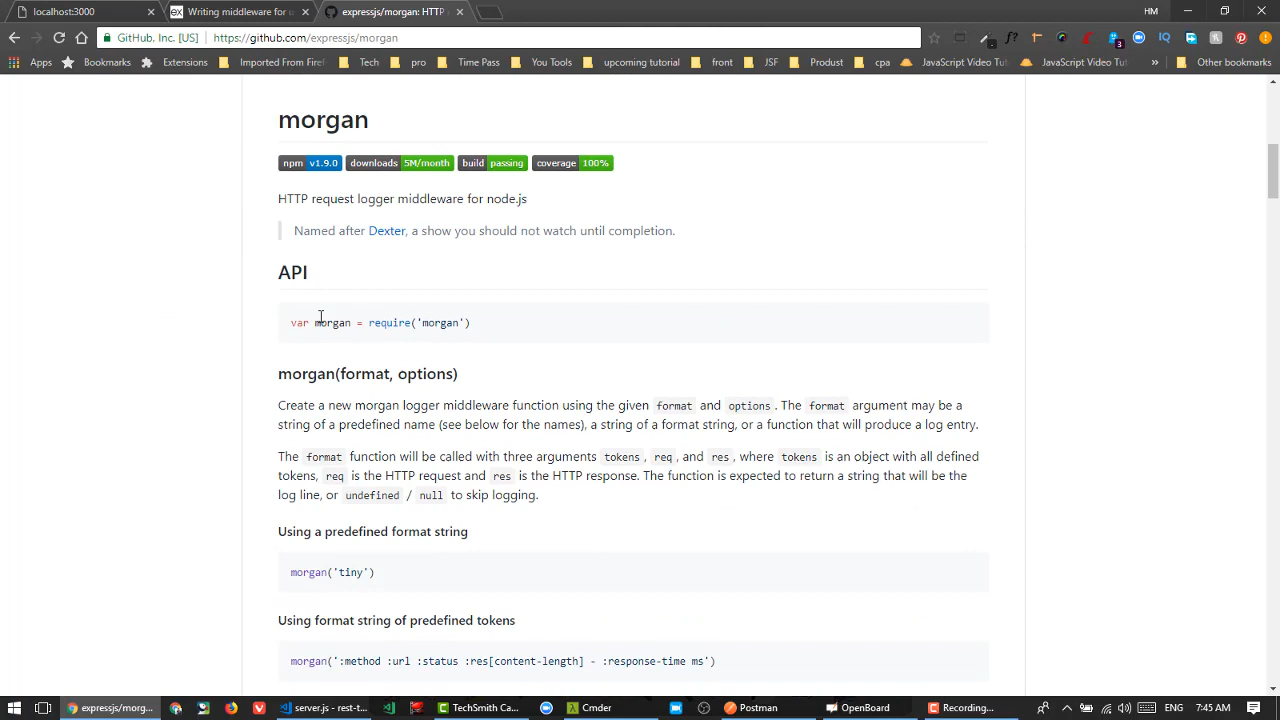 localhost:3000
Writing middleware for u
expressjs/morgan: HTTP
HM
GitHub, Inc. [US]
https://github.com/expressjs/morgan
Apps
Bookmarks
Extensions
Imported From Firef
Tech
pro
Time Pass
You Tools
upcoming tutorial
front
JSF
Produst
cpa
JavaScript Video Tut
JavaScript Video Tut
»
Other bookmarks
morgan
npm v1.9.0 downloads 5M/month build passing coverage 100%
HTTP request logger middleware for node.js
Named after Dexter, a show you should not watch until completion.
API
var morgan = require('morgan')
morgan(format, options)
Create a new morgan logger middleware function using the given format and options. The format argument may be a
string of a predefined name (see below for the names), a string of a format string, or a function that will produce a log entry.
The format function will be called with three arguments tokens, req, and res, where tokens is an object with all defined
tokens, req is the HTTP request and res is the HTTP response. The function is expected to return a string that will be the
log line, or undefined / null to skip logging.
Using a predefined format string
morgan('tiny')
Using format string of predefined tokens
morgan(':method :url :status :res[content-length] - :response-time ms')
expressjs/morg...
server.js - rest-t...
TechSmith Ca...
Cmder
Postman
OpenBoard
Recording...
ENG
7:45 AM